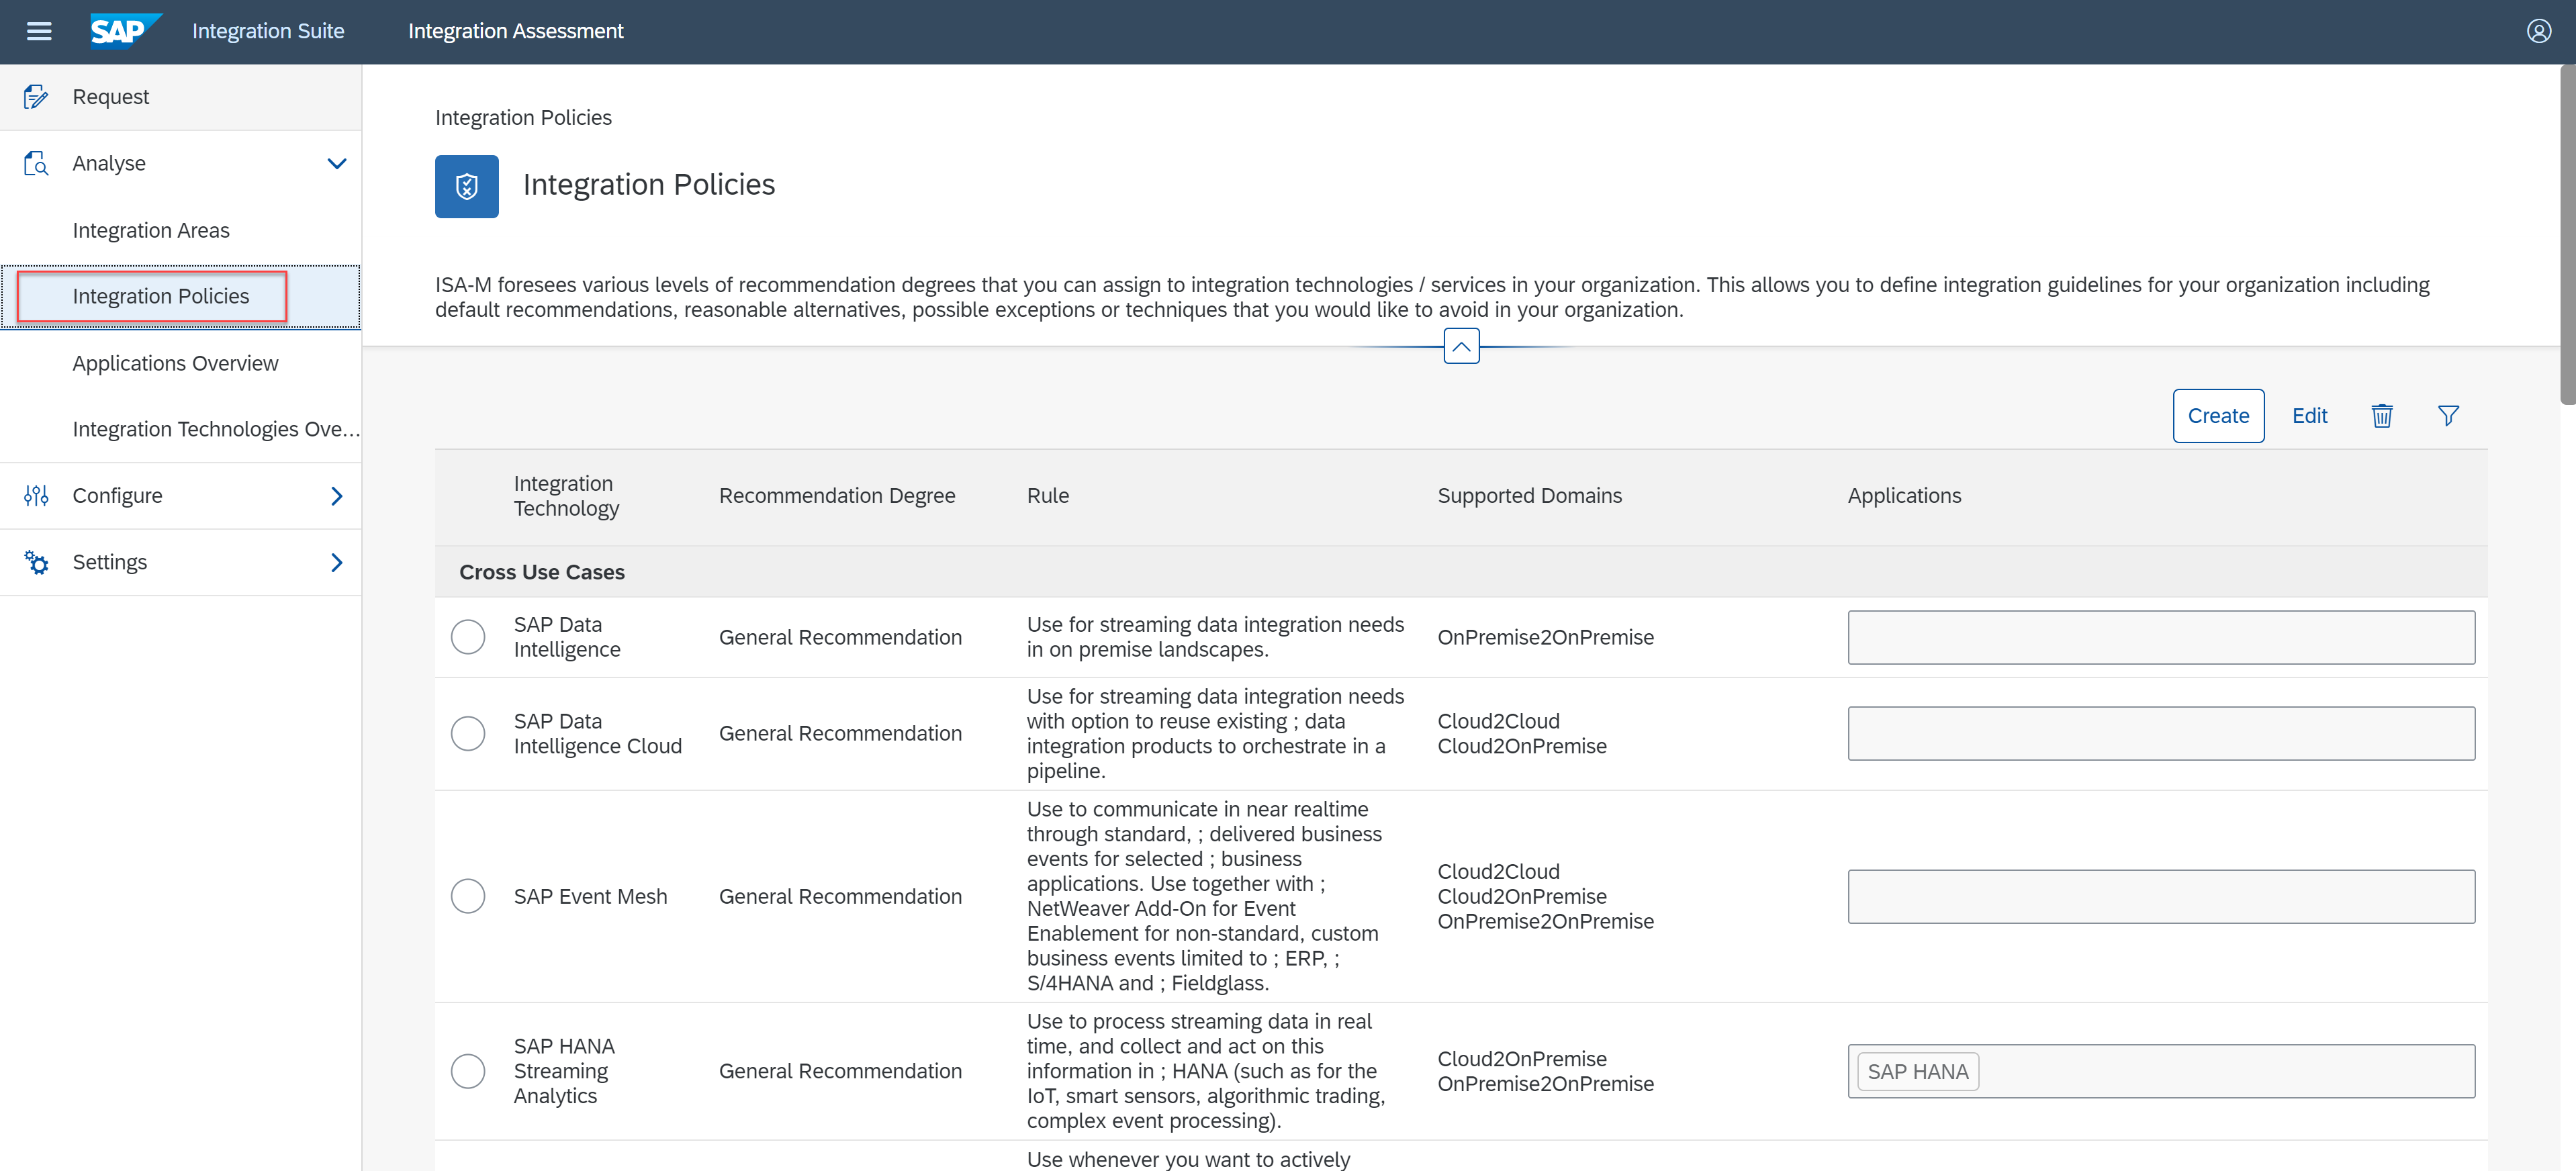 SAP Integration Suite Integration Assessment
Request
Analyse
Integration Areas
Integration Policies
Applications Overview
Integration Technologies Ove...
Configure
Settings
Integration Policies
Integration Policies
ISA-M foresees various levels of recommendation degrees that you can assign to integration technologies / services in your organization. This allows you to define integration guidelines for your organization including
default recommendations, reasonable alternatives, possible exceptions or techniques that you would like to avoid in your organization.
Create Edit
Integration
Technology
Recommendation Degree
Rule
Supported Domains
Applications
Cross Use Cases
SAP Data
Intelligence
General Recommendation
Use for streaming data integration needs
in on premise landscapes.
OnPremise2OnPremise
SAP Data
Intelligence Cloud
General Recommendation
Use for streaming data integration needs
with option to reuse existing ; data
integration products to orchestrate in a
pipeline.
Cloud2Cloud
Cloud2OnPremise
SAP Event Mesh
General Recommendation
Use to communicate in near realtime
through standard, ; delivered business
events for selected ; business
applications. Use together with ;
NetWeaver Add-On for Event
Enablement for non-standard, custom
business events limited to ; ERP, ;
S/4HANA and ; Fieldglass.
Cloud2Cloud
Cloud2OnPremise
OnPremise2OnPremise
SAP HANA
Streaming
Analytics
General Recommendation
Use to process streaming data in real
time, and collect and act on this
information in ; HANA (such as for the
IoT, smart sensors, algorithmic trading,
complex event processing).
Cloud2OnPremise
OnPremise2OnPremise
SAP HANA
Use whenever you want to actively